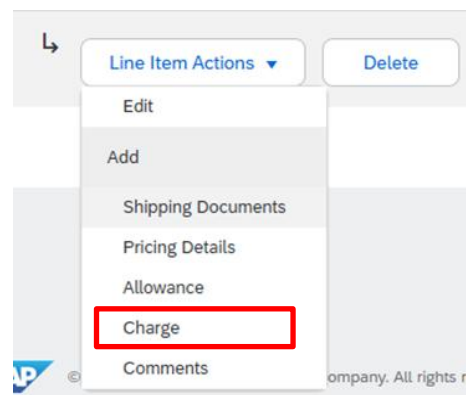 Line Item Actions ▼ Delete
Edit
Add
Shipping Documents
Pricing Details
Allowance
Charge
Comments
©
ompany. All rights